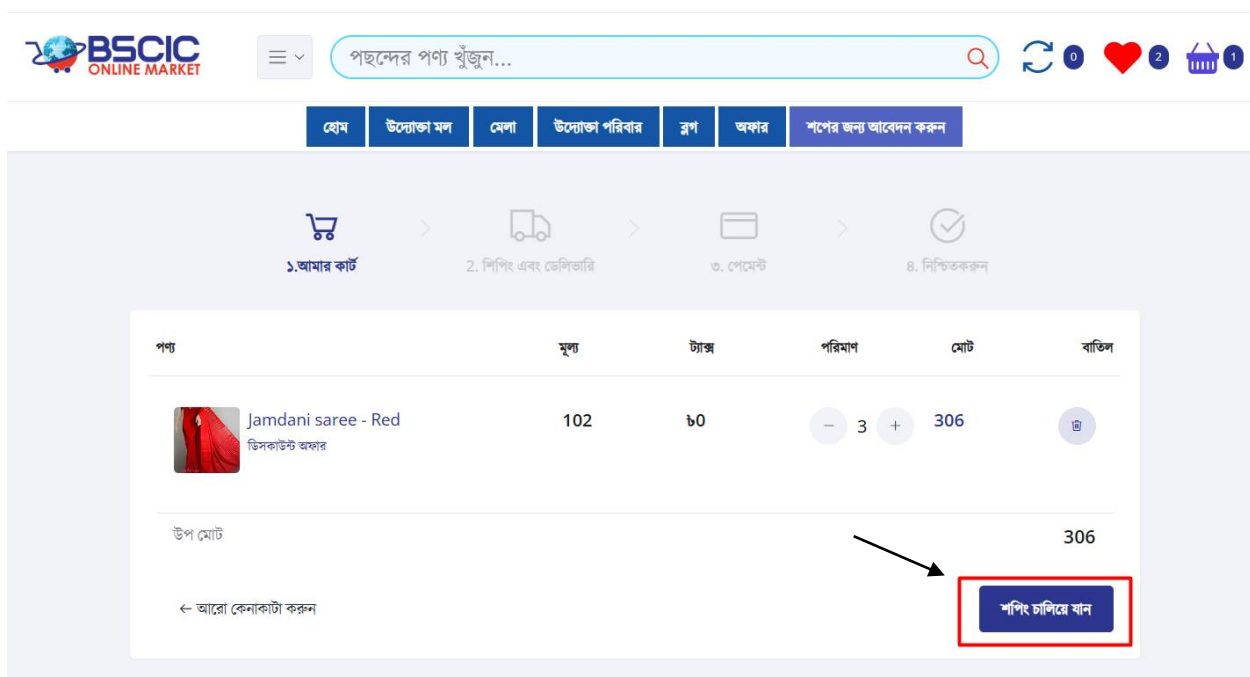 BSCIC
ONLINE MARKET
পছন্দের পণ্য খুঁজুন...
0
2
1
হোম উদ্যোক্তা মল মেলা উদ্যোক্তা পরিবার ব্লগ অফার শপের জন্য আবেদন করুন
১.আমার কার্ট 2. শিপিং এবং ডেলিভারি ৩. পেমেন্ট ৪. নিশ্চিতকরুন
পণ্য মূল্য ট্যাক্স পরিমাণ মোট বাতিল
Jamdani saree - Red 102 ৳0 − 3 + 306
ডিসকাউন্ট অফার
উপ মোট 306
← আরো কেনাকাটা করুন শপিং চালিয়ে যান